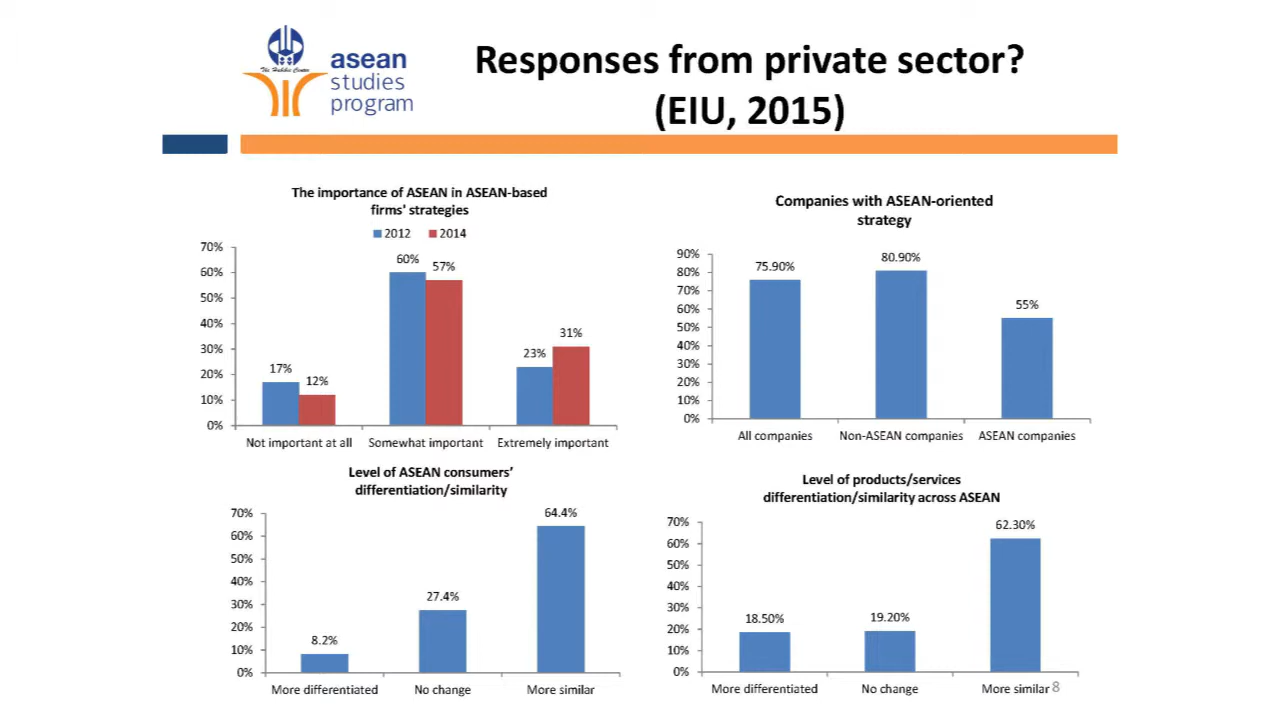 The Habibie Center
asean
studies
program
Responses from private sector?
(EIU, 2015)
The importance of ASEAN in ASEAN-based
firms' strategies
2012 2014
70%
60%
50%
40%
30%
20%
10%
0%
17%
12%
60%
57%
23%
31%
Not important at all Somewhat important Extremely important
Companies with ASEAN-oriented
strategy
90%
80%
70%
60%
50%
40%
30%
20%
10%
0%
75.90%
80.90%
55%
All companies Non-ASEAN companies ASEAN companies
Level of ASEAN consumers’
differentiation/similarity
70%
60%
50%
40%
30%
20%
10%
0%
8.2%
27.4%
64.4%
More differentiated No change More similar
Level of products/services
differentiation/similarity across ASEAN
70%
60%
50%
40%
30%
20%
10%
0%
18.50%
19.20%
62.30%
More differentiated No change More similar
8